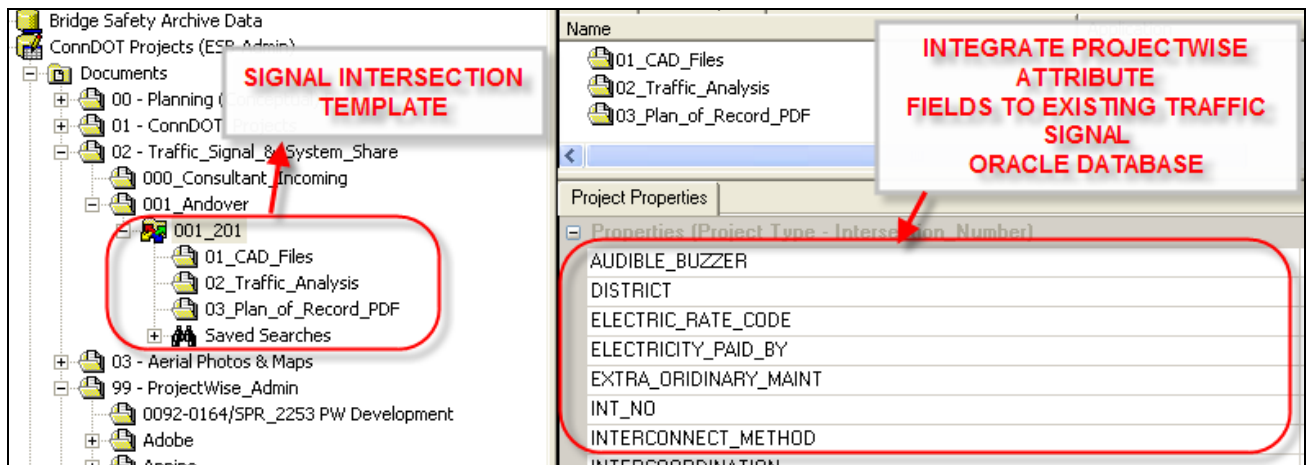 Bridge Safety Archive Data
ConnDOT Projects (ESB Admin)
Documents
00 - Planning (
01 - ConnDOT
02 - Traffic_Signal_&_System_Share
000_Consultant_Incoming
001_Andover
001_201
01_CAD_Files
02_Traffic_Analysis
03_Plan_of_Record_PDF
Saved Searches
03 - Aerial Photos & Maps
99 - ProjectWise_Admin
0092-0164/SPR_2253 PW Development
Adobe
SIGNAL INTERSECTION
TEMPLATE
Name
01_CAD_Files
02_Traffic_Analysis
03_Plan_of_Record_PDF
INTEGRATE PROJECTWISE
ATTRIBUTE
FIELDS TO EXISTING TRAFFIC
SIGNAL
ORACLE DATABASE
Project Properties
Properties (Project Type - Intersection_Number)
AUDIBLE_BUZZER
DISTRICT
ELECTRIC_RATE_CODE
ELECTRICITY_PAID_BY
EXTRA_ORIDINARY_MAINT
INT_NO
INTERCONNECT_METHOD
INTERCOORDINATION